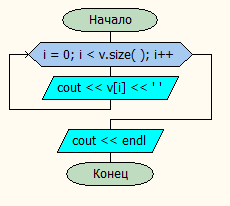 Начало
i = 0; i < v.size( ); i++
cout << v[i] << ' '
cout << endl
Конец